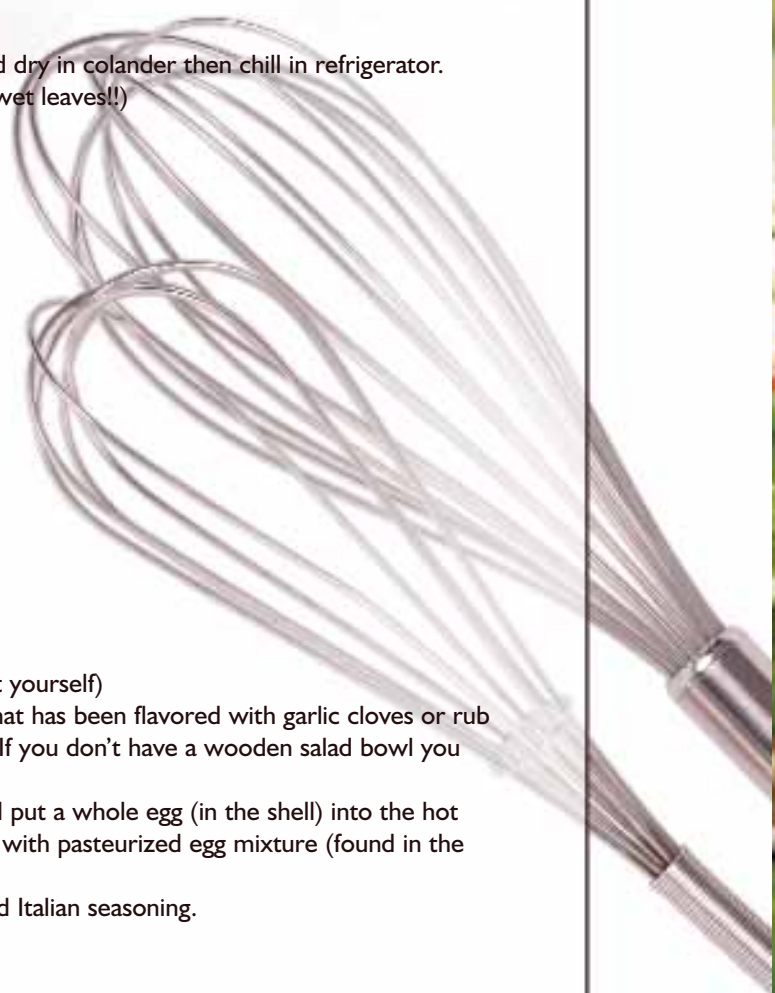 d dry in colander then chill in refrigerator.
wet leaves!!)
t yourself)
hat has been flavored with garlic cloves or rub
If you don’t have a wooden salad bowl you
d put a whole egg (in the shell) into the hot
with pasteurized egg mixture (found in the
d Italian seasoning.